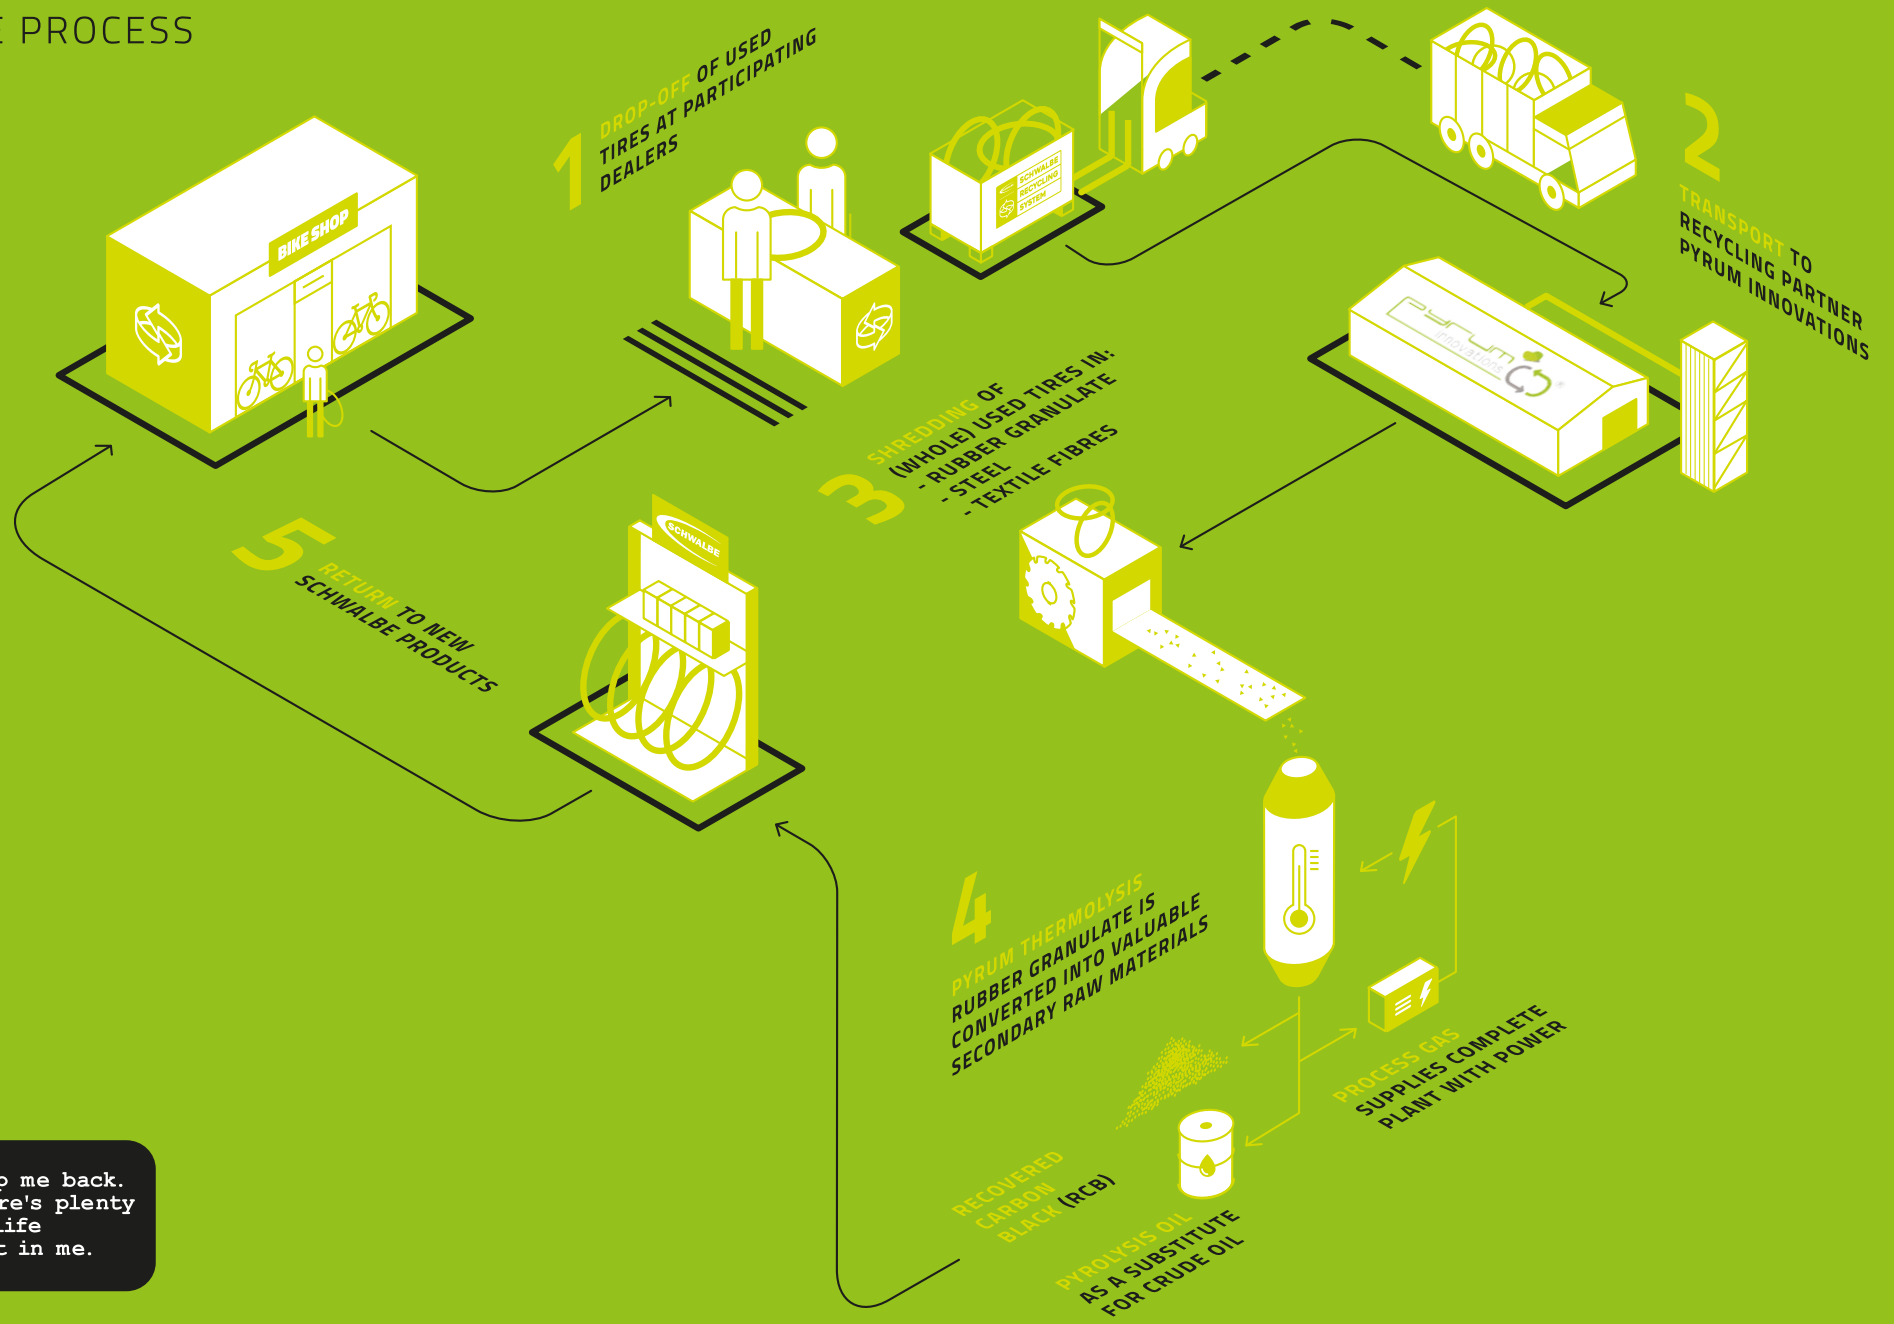 E PROCESS
1
DROP-OFF OF USED
TIRES AT PARTICIPATING
DEALERS
BIKE SHOP
SCHWALBE
RECYCLING
SYSTEM
2
TRANSPORT TO
RECYCLING PARTNER
PYRUM INNOVATIONS
Pyrum
innovations
®
3
SHREDDING OF
(WHOLE) USED TIRES IN:
- RUBBER GRANULATE
- STEEL
- TEXTILE FIBRES
5
RETURN TO NEW
SCHWALBE PRODUCTS
SCHWALBE
4
PYRUM THERMOLYSIS
RUBBER GRANULATE IS
CONVERTED INTO VALUABLE
SECONDARY RAW MATERIALS
PROCESS GAS
SUPPLIES COMPLETE
PLANT WITH POWER
RECOVERED
CARBON
BLACK (RCB)
PYROLYSIS OIL
AS A SUBSTITUTE
FOR CRUDE OIL
p me back.
re's plenty
life
t in me.